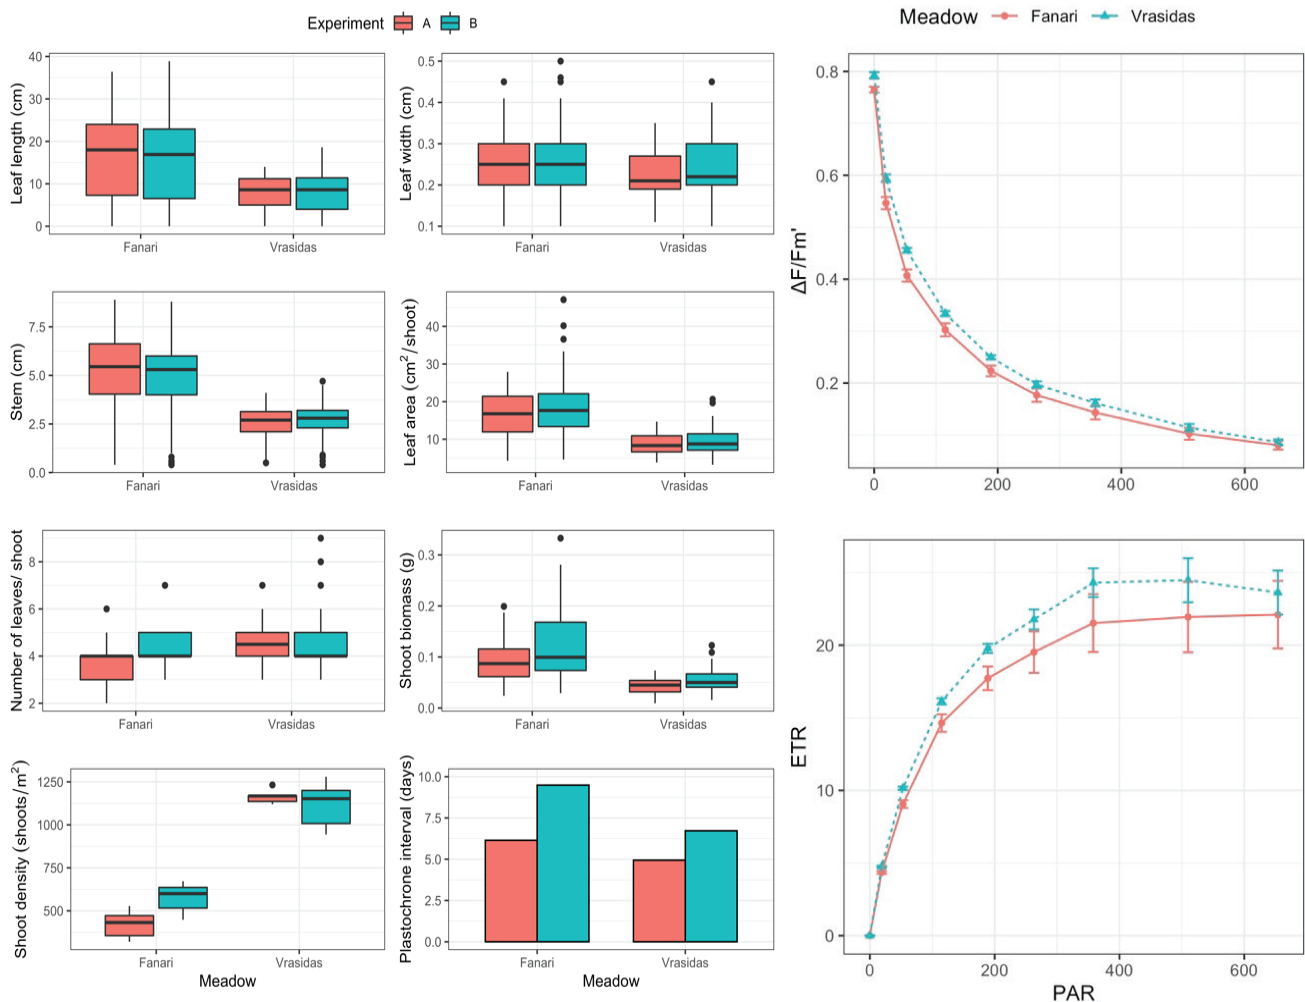 Experiment A B
Leaf length (cm)
40
30
20
10
0
Fanari Vrasidas
Leaf width (cm)
0.5
0.4
0.3
0.2
0.1
Fanari Vrasidas
Stem (cm)
7.5
5.0
2.5
0.0
Fanari Vrasidas
Leaf area (cm²/shoot)
40
30
20
10
Fanari Vrasidas
Number of leaves/ shoot
8
6
4
2
Fanari Vrasidas
Shoot biomass (g)
0.3
0.2
0.1
0.0
Fanari Vrasidas
Shoot density (shoots/m²)
1250
1000
750
500
Fanari Vrasidas
Meadow
Plastochrone interval (days)
10.0
7.5
5.0
2.5
0.0
Fanari Vrasidas
Meadow
Meadow Fanari Vrasidas
ΔF/Fm'
0.8
0.6
0.4
0.2
0 200 400 600
ETR
20
10
0
0 200 400 600
PAR